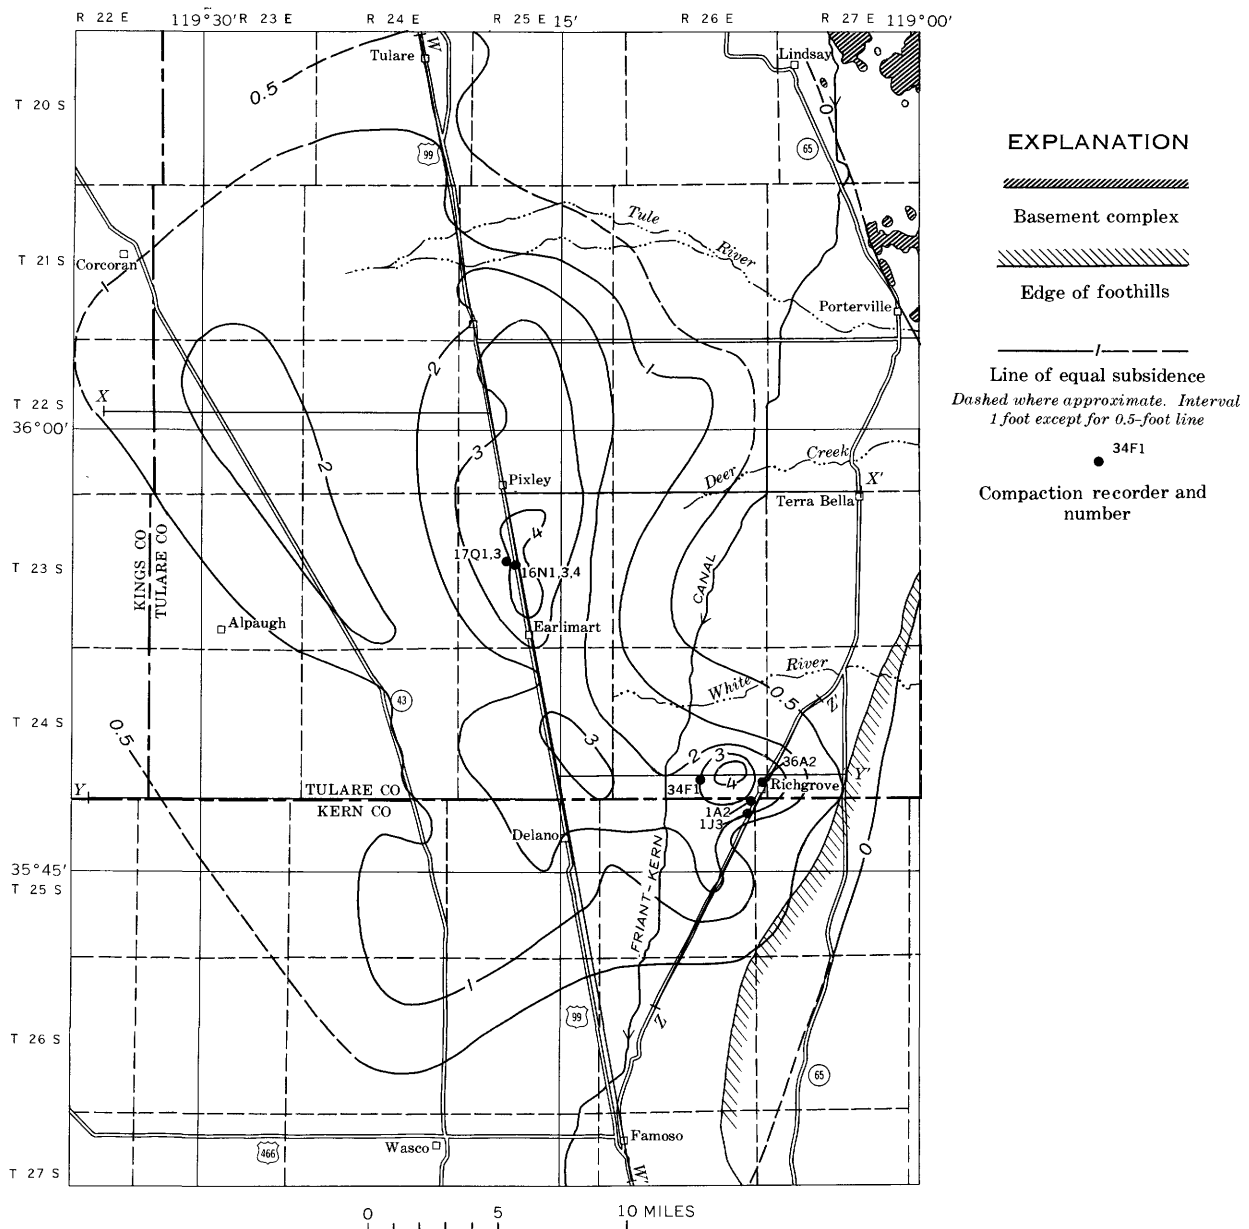 R 22 E 119°30' R 23 E R 24 E R 25 E 15' R 26 E R 27 E 119°00'
W
Tulare
Lindsay
0.5
T 20 S
0
99
65
EXPLANATION
Basement complex
Tule
River
T 21 S
Corcoran
1
Edge of foothills
Porterville
1
Line of equal subsidence
Dashed where approximate. Interval
1 foot except for 0.5-foot line
2
1
X
T 22 S
36°00'
34F1
3
2
Deer
Creek
X'
Pixley
Terra Bella
Compaction recorder and
number
4
KINGS CO
TULARE CO
17Q1,3
16N1,3,4
T 23 S
CANAL
Alpaugh
Earlimart
River
White
0.5
Z'
43
T 24 S
0.5
3
2
3
4
36A2
Y
34F1
Richgrove
Y'
TULARE CO
KERN CO
1A2
1J3
Delano
0
35°45'
T 25 S
FRIANT-KERN
1
99
Z
T 26 S
65
Famoso
Wasco
466
T 27 S
W'
0 5 10 MILES